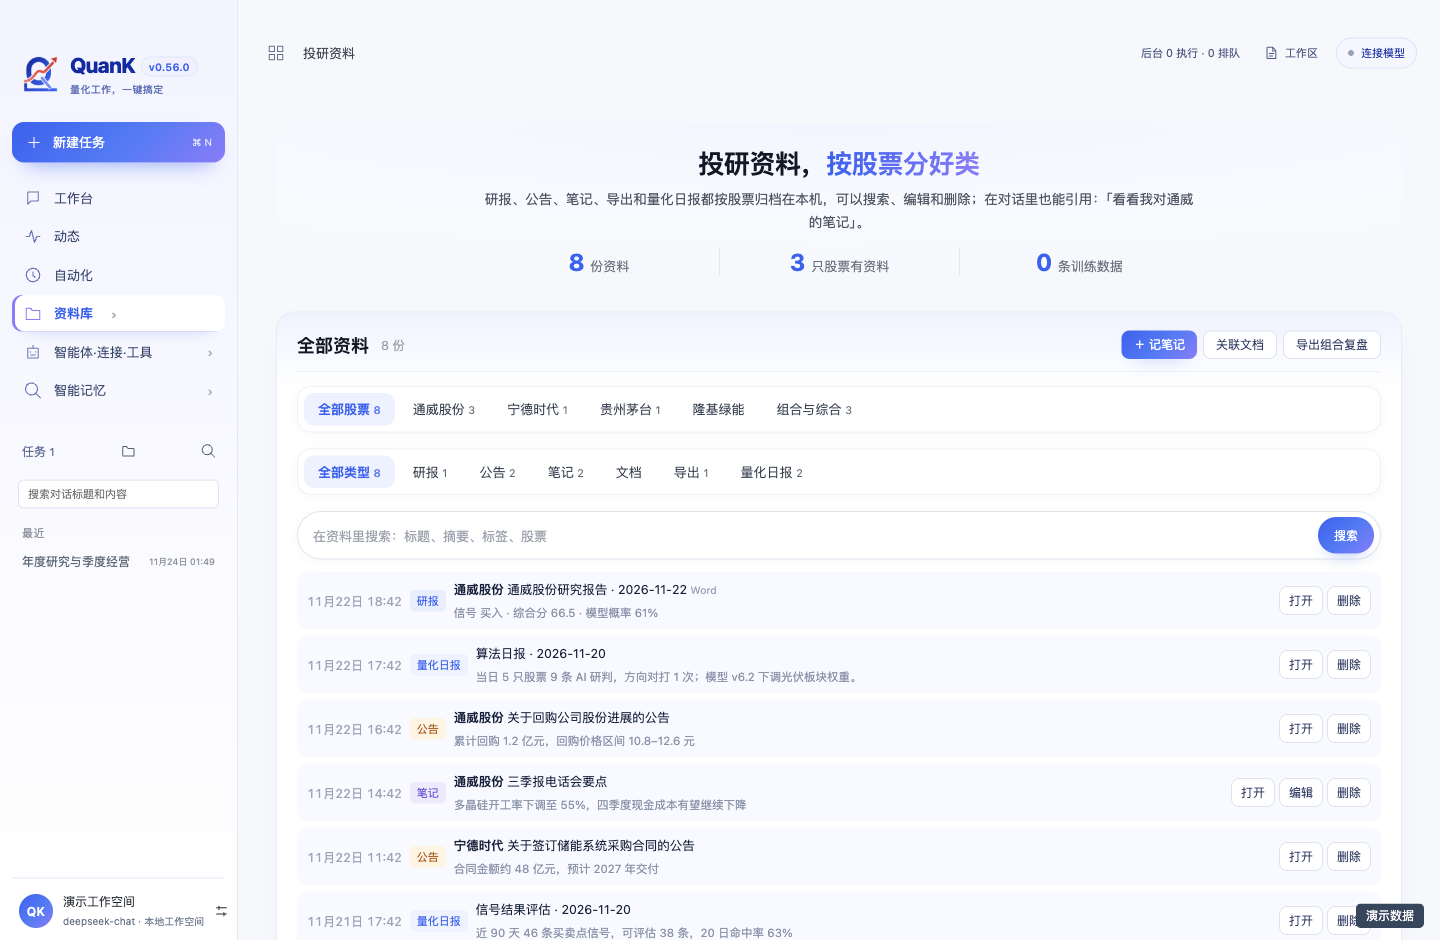 QuanK v0.56.0
量化工作，一键搞定
新建任务 ⌘ N
工作台
动态
自动化
资料库 ›
智能体·连接·工具 ›
智能记忆 ›
任务 1
搜索对话标题和内容
最近
年度研究与季度经营 11月24日 01:49
QK
演示工作空间
deepseek-chat · 本地工作空间
投研资料
后台 0 执行 · 0 排队
工作区
连接模型
投研资料，按股票分好类
研报、公告、笔记、导出和量化日报都按股票归档在本机，可以搜索、编辑和删除；在对话里也能引用：「看看我对通威
的笔记」。
8 份资料
3 只股票有资料
0 条训练数据
全部资料 8 份
+ 记笔记
关联文档
导出组合复盘
全部股票 8 通威股份 3 宁德时代 1 贵州茅台 1 隆基绿能 组合与综合 3
全部类型 8 研报 1 公告 2 笔记 2 文档 导出 1 量化日报 2
在资料里搜索：标题、摘要、标签、股票
搜索
11月22日 18:42 研报 通威股份 通威股份研究报告 · 2026-11-22 Word
信号 买入 · 综合分 66.5 · 模型概率 61%
打开 删除
11月22日 17:42 量化日报 算法日报 · 2026-11-20
当日 5 只股票 9 条 AI 研判，方向对打 1 次；模型 v6.2 下调光伏板块权重。
打开 删除
11月22日 16:42 公告 通威股份 关于回购公司股份进展的公告
累计回购 1.2 亿元，回购价格区间 10.8–12.6 元
打开 删除
11月22日 14:42 笔记 通威股份 三季报电话会要点
多晶硅开工率下调至 55%，四季度现金成本有望继续下降
打开 编辑 删除
11月22日 11:42 公告 宁德时代 关于签订储能系统采购合同的公告
合同金额约 48 亿元，预计 2027 年交付
打开 删除
11月21日 17:42 量化日报 信号结果评估 · 2026-11-20
近 90 天 46 条买卖点信号，可评估 38 条，20 日命中率 63%
打开 删除
演示数据